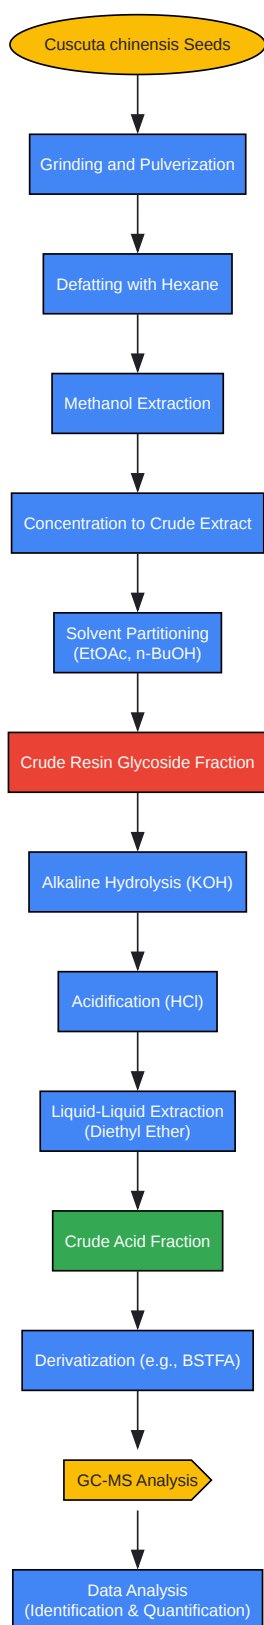 Cuscuta chinensis Seeds
Grinding and Pulverization
Defatting with Hexane
Methanol Extraction
Concentration to Crude Extract
Solvent Partitioning
(EtOAc, n-BuOH)
Crude Resin Glycoside Fraction
Alkaline Hydrolysis (KOH)
Acidification (HCl)
Liquid-Liquid Extraction
(Diethyl Ether)
Crude Acid Fraction
Derivatization (e.g., BSTFA)
GC-MS Analysis
Data Analysis
(Identification & Quantification)